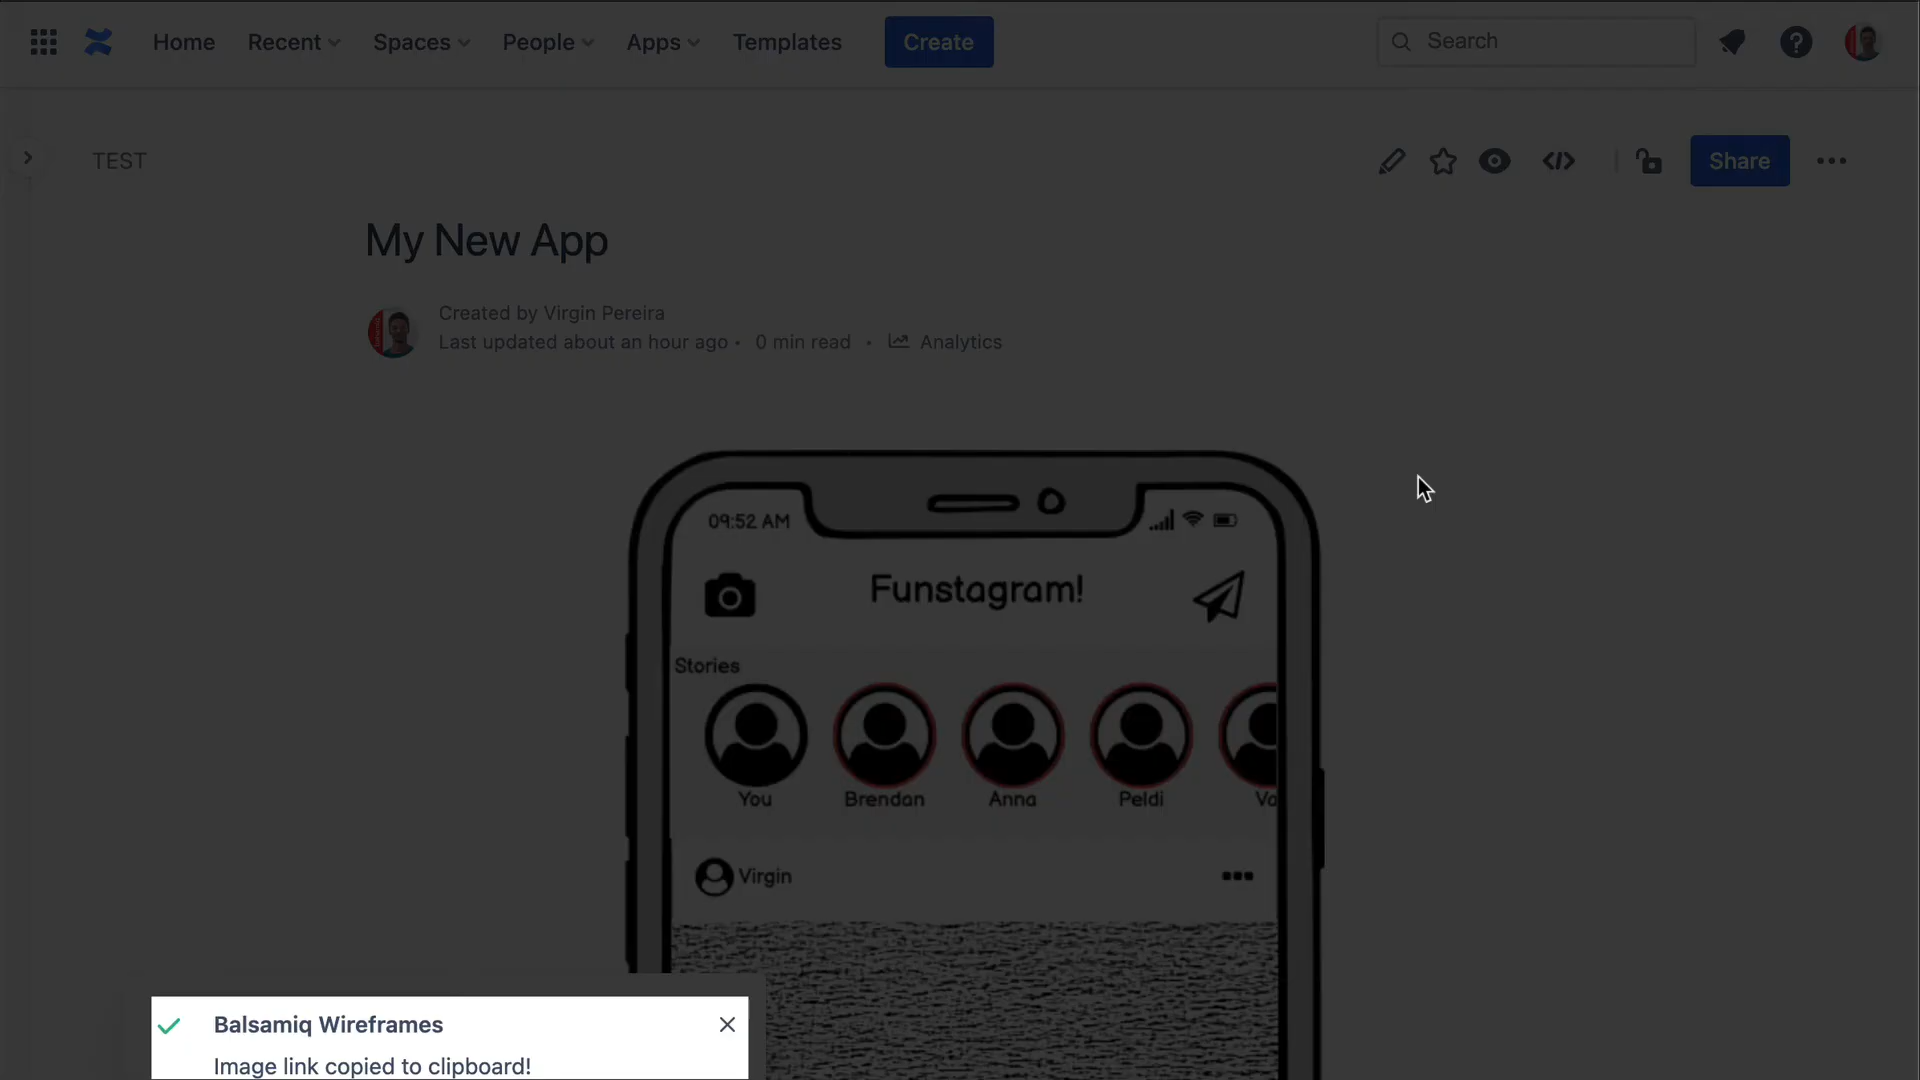 Home Recent Spaces People Apps Templates Create Search
TEST Share
My New App
Created by Virgin Pereira
Last updated about an hour ago • 0 min read • Analytics
09:52 AM
Funstagram!
Stories
You Brendan Anna Peldi Va
Virgin
Balsamiq Wireframes
Image link copied to clipboard!